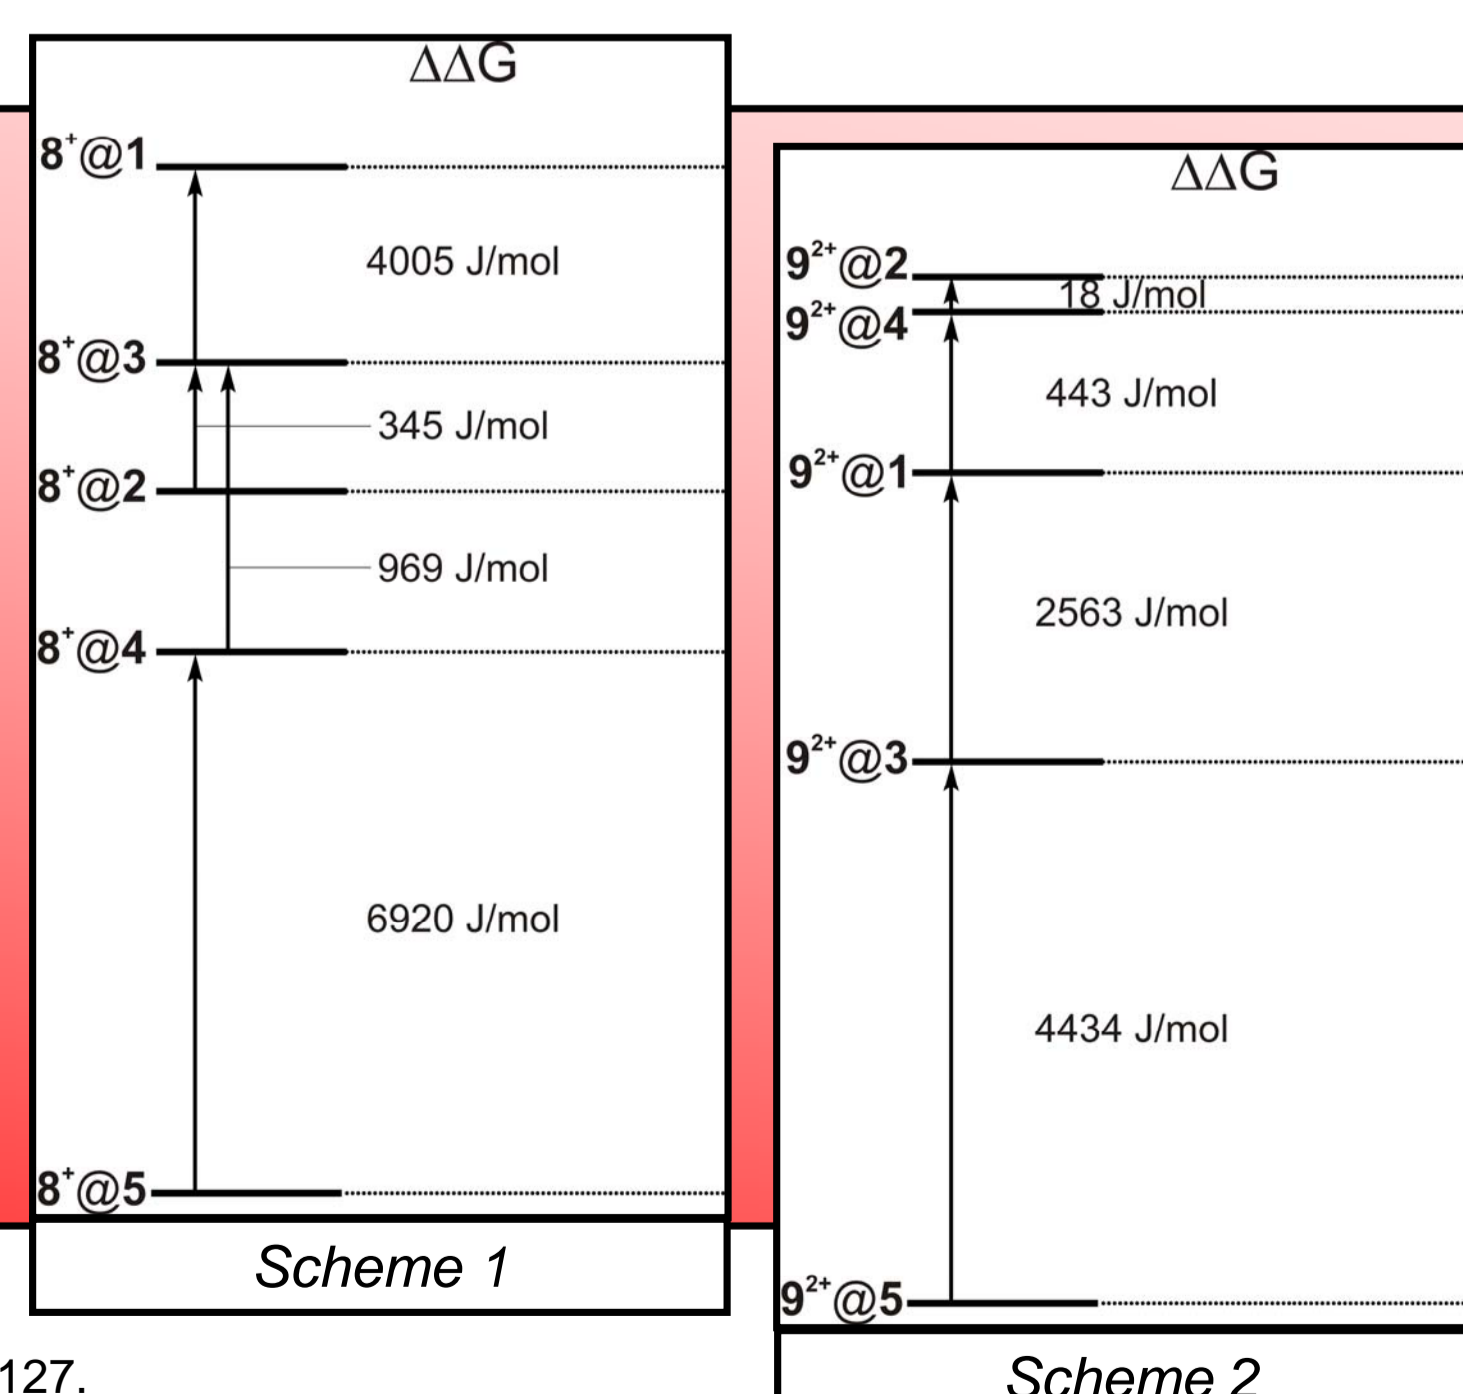 ΔΔG
8⁺@1
4005 J/mol
8⁺@3
345 J/mol
8⁺@2
969 J/mol
8⁺@4
6920 J/mol
8⁺@5
Scheme 1
127.
ΔΔG
9²⁺@2
18 J/mol
9²⁺@4
443 J/mol
9²⁺@1
2563 J/mol
9²⁺@3
4434 J/mol
9²⁺@5
Scheme 2